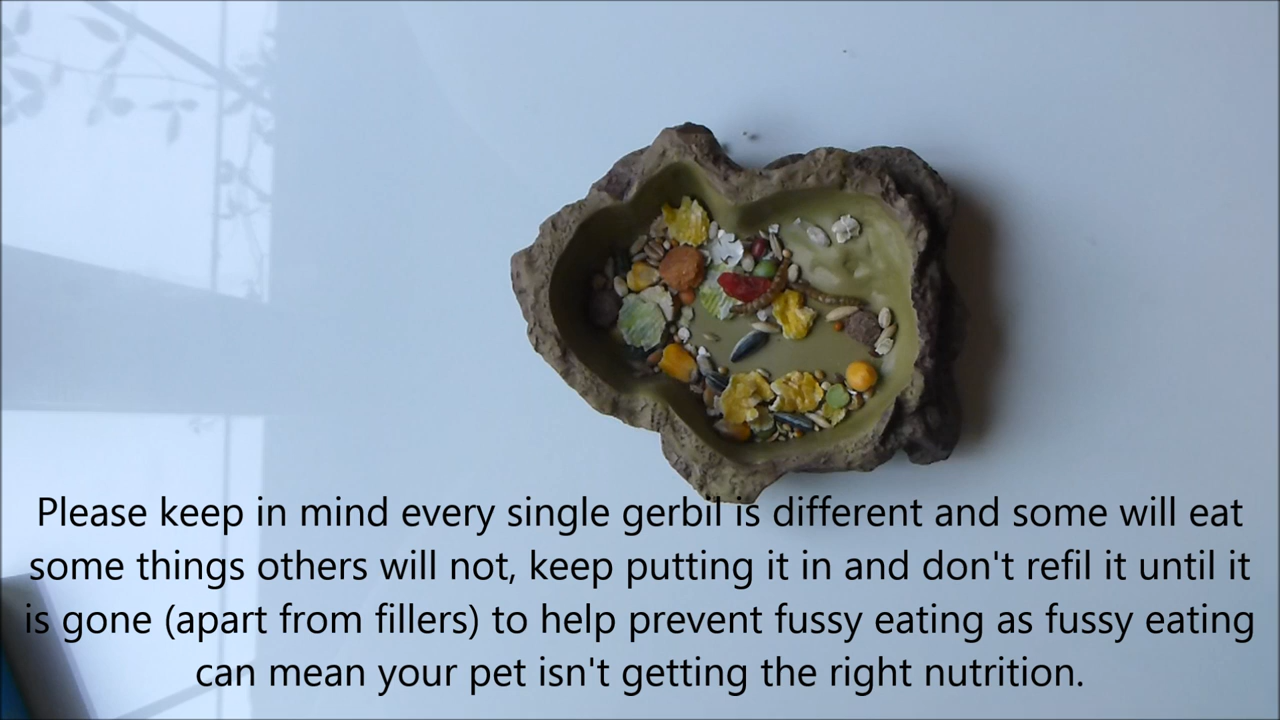 Please keep in mind every single gerbil is different and some will eat
some things others will not, keep putting it in and don't refil it until it
is gone (apart from fillers) to help prevent fussy eating as fussy eating
can mean your pet isn't getting the right nutrition.